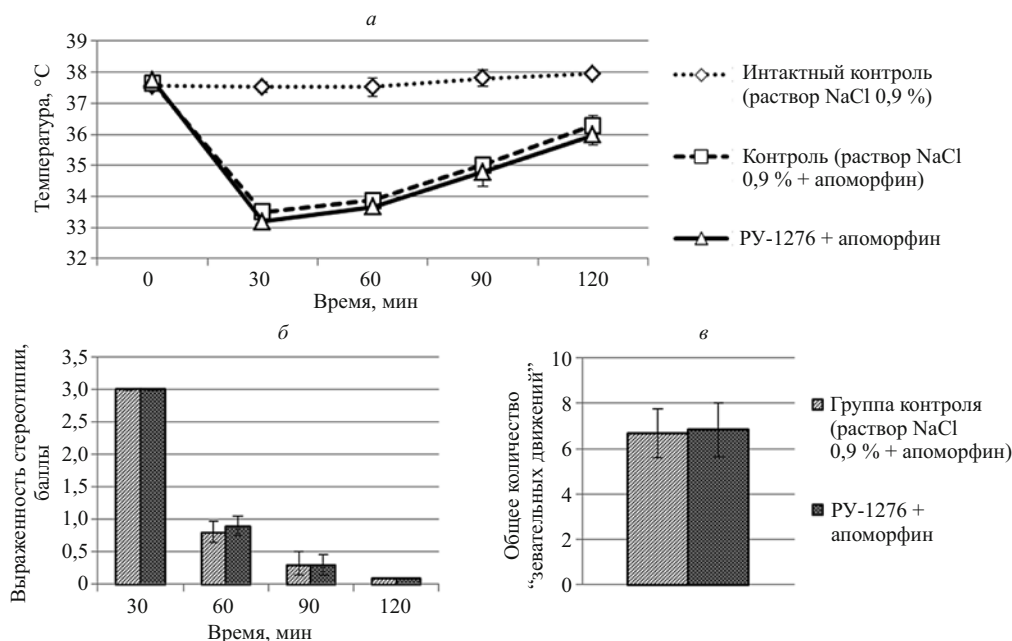 а
39
38
37
36
35
34
33
32
Температура, °С
0
30
60
90
120
Время, мин
Интактный контроль
(раствор NaCl 0,9 %)
Контроль (раствор NaCl
0,9 % + апоморфин)
РУ-1276 + апоморфин
б
3,5
3,0
2,5
2,0
1,5
1,0
0,5
0
Выраженность стереотипии,
баллы
30
60
90
120
Время, мин
в
10
8
6
4
2
0
Общее количество
“зевательных движений”
Группа контроля
(раствор NaCl
0,9 % + апоморфин)
РУ-1276 +
апоморфин